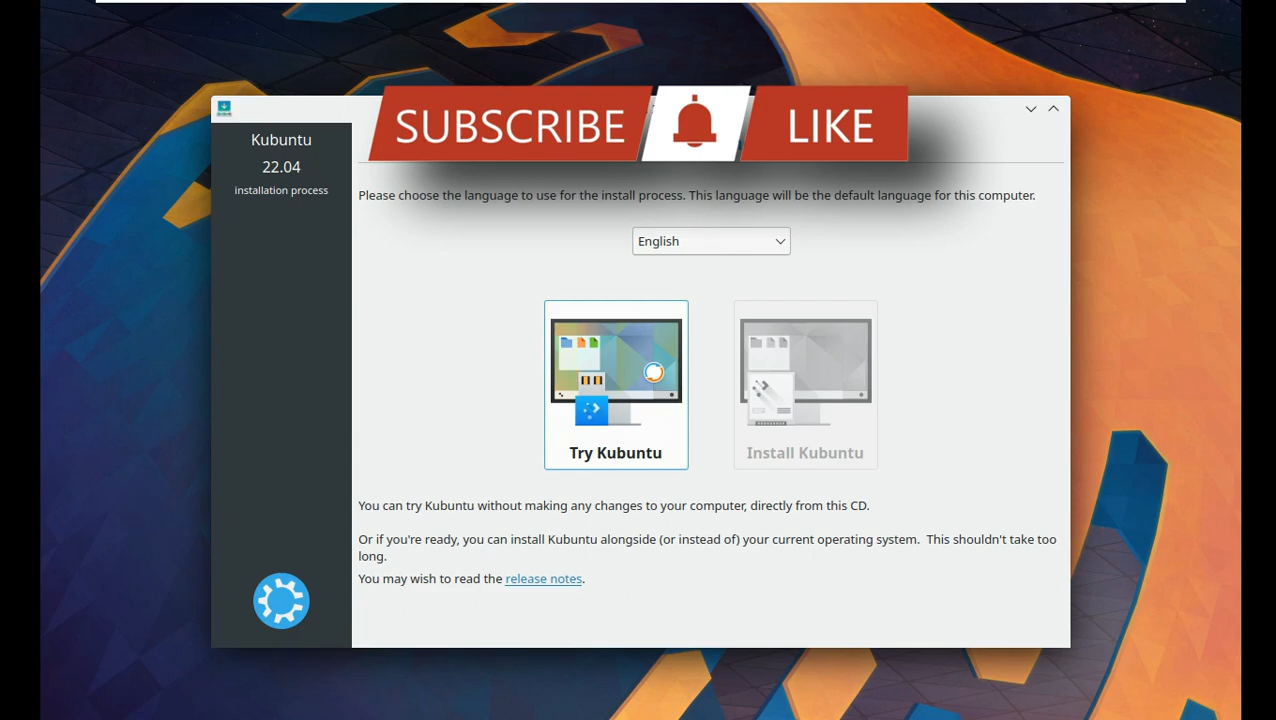 SUBSCRIBE LIKE
Kubuntu
22.04
installation process
Please choose the language to use for the install process. This language will be the default language for this computer.
English
Try Kubuntu
Install Kubuntu
You can try Kubuntu without making any changes to your computer, directly from this CD.
Or if you're ready, you can install Kubuntu alongside (or instead of) your current operating system.  This shouldn't take too
long.
You may wish to read the release notes.